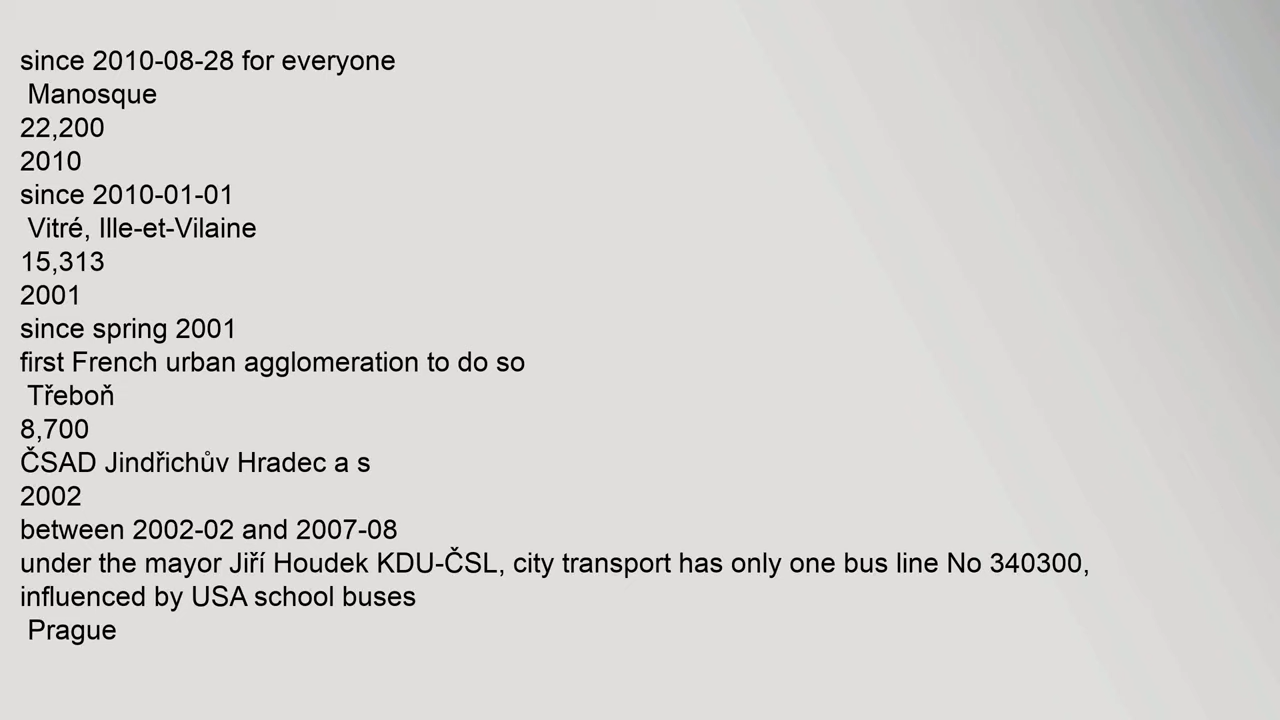 since 2010-08-28 for everyone
Manosque
22,200
2010
since 2010-01-01
Vitré, Ille-et-Vilaine
15,313
2001
since spring 2001
first French urban agglomeration to do so
Třeboň
8,700
ČSAD Jindřichův Hradec a s
2002
between 2002-02 and 2007-08
under the mayor Jiří Houdek KDU-ČSL, city transport has only one bus line No 340300,
influenced by USA school buses
Prague